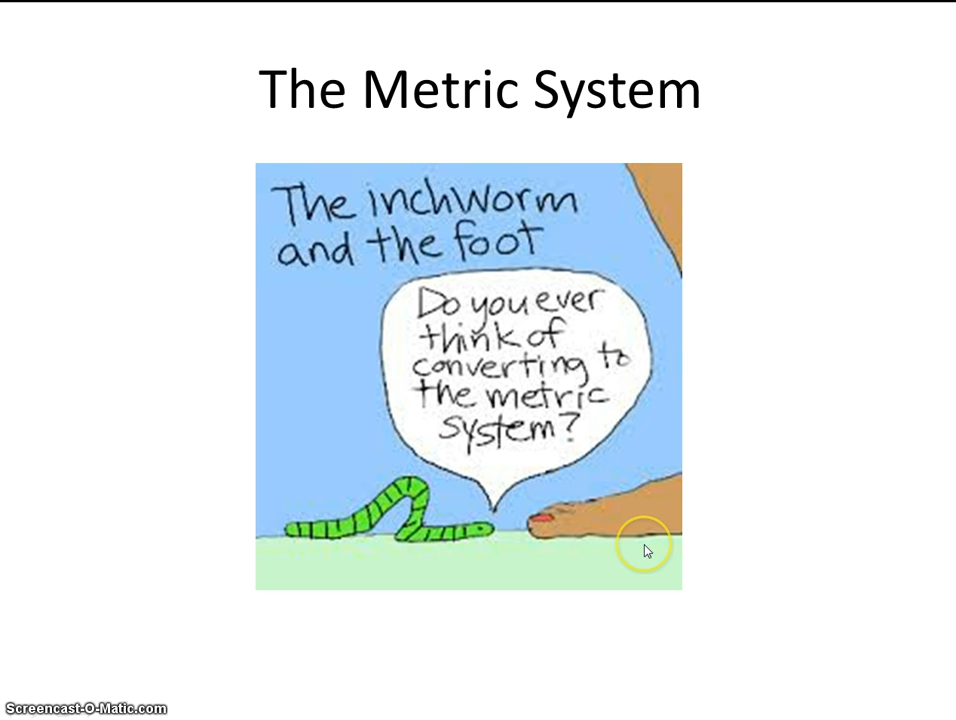 The Metric System
The inchworm
and the foot
Do you ever
think of
converting to
the metric
system?
Screencast-O-Matic.com